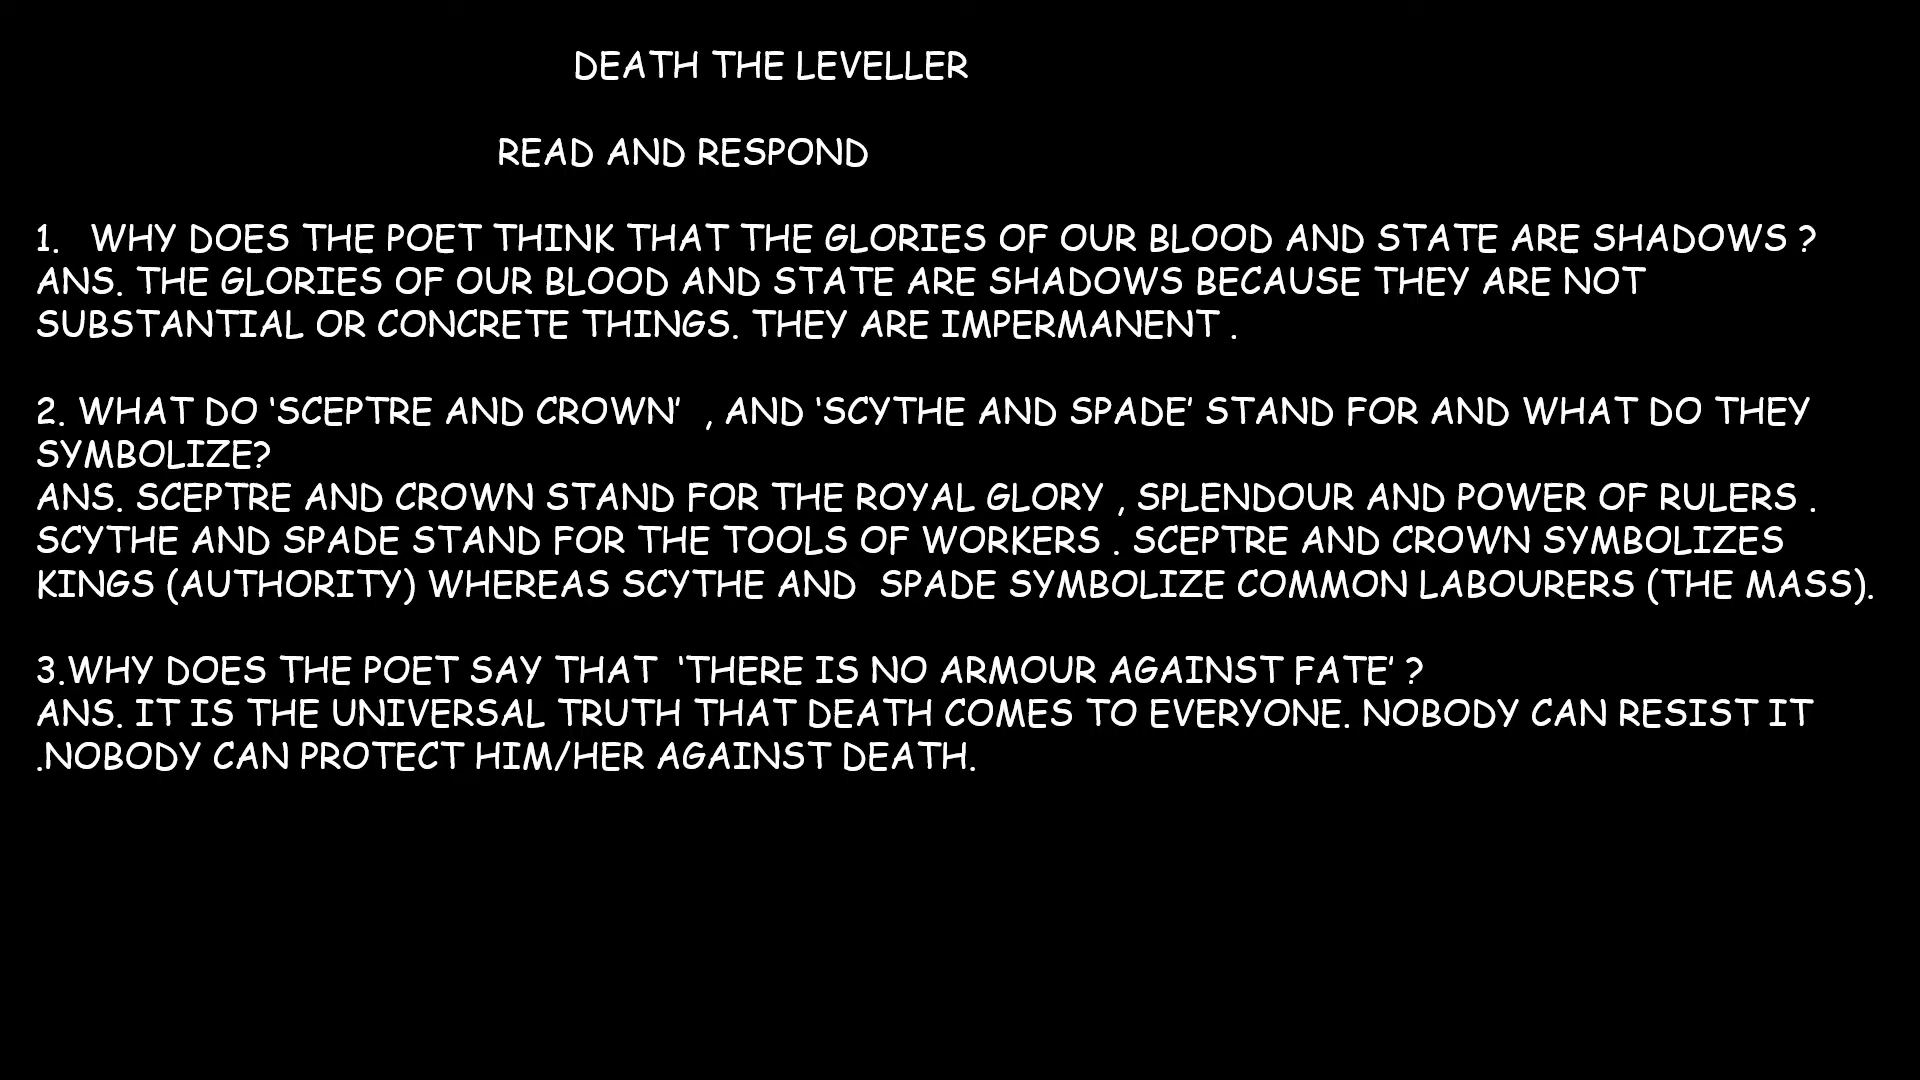 DEATH THE LEVELLER
READ AND RESPOND
1. WHY DOES THE POET THINK THAT THE GLORIES OF OUR BLOOD AND STATE ARE SHADOWS ?
ANS. THE GLORIES OF OUR BLOOD AND STATE ARE SHADOWS BECAUSE THEY ARE NOT
SUBSTANTIAL OR CONCRETE THINGS. THEY ARE IMPERMANENT .
2. WHAT DO ‘SCEPTRE AND CROWN’ , AND ‘SCYTHE AND SPADE’ STAND FOR AND WHAT DO THEY
SYMBOLIZE?
ANS. SCEPTRE AND CROWN STAND FOR THE ROYAL GLORY , SPLENDOUR AND POWER OF RULERS .
SCYTHE AND SPADE STAND FOR THE TOOLS OF WORKERS . SCEPTRE AND CROWN SYMBOLIZES
KINGS (AUTHORITY) WHEREAS SCYTHE AND SPADE SYMBOLIZE COMMON LABOURERS (THE MASS).
3.WHY DOES THE POET SAY THAT ‘THERE IS NO ARMOUR AGAINST FATE’ ?
ANS. IT IS THE UNIVERSAL TRUTH THAT DEATH COMES TO EVERYONE. NOBODY CAN RESIST IT
.NOBODY CAN PROTECT HIM/HER AGAINST DEATH.